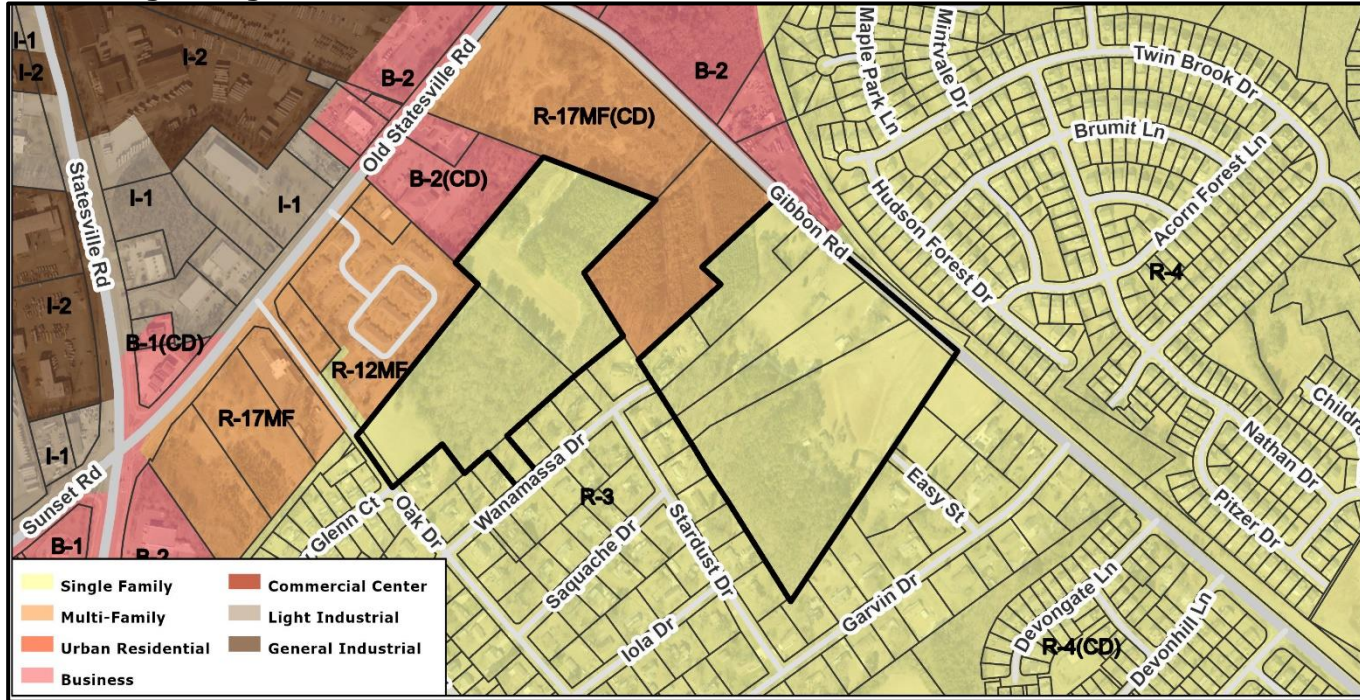 I-1
I-2
I-2
B-2
Old Statesville Rd
R-17MF(CD)
B-2
Maple Park Ln
Mintvale Dr
Twin Brook Dr
Brumit Ln
Acorn Forest Ln
Statesville Rd
I-1
I-1
B-2(CD)
Gibbon Rd
Hudson Forest Dr
R-4
I-2
B-1(CD)
R-12MF
R-17MF
I-1
Sunset Rd
B-1
B-2
Glenn Ct
Oak Dr
Wanamassa Dr
R-3
Saquache Dr
Stardust Dr
Iola Dr
Easy St
Garvin Dr
Nathan Dr
Pitzer Dr
Devongate Ln
R-4(CD)
Devonhill Ln
Single Family
Multi-Family
Urban Residential
Business
Commercial Center
Light Industrial
General Industrial